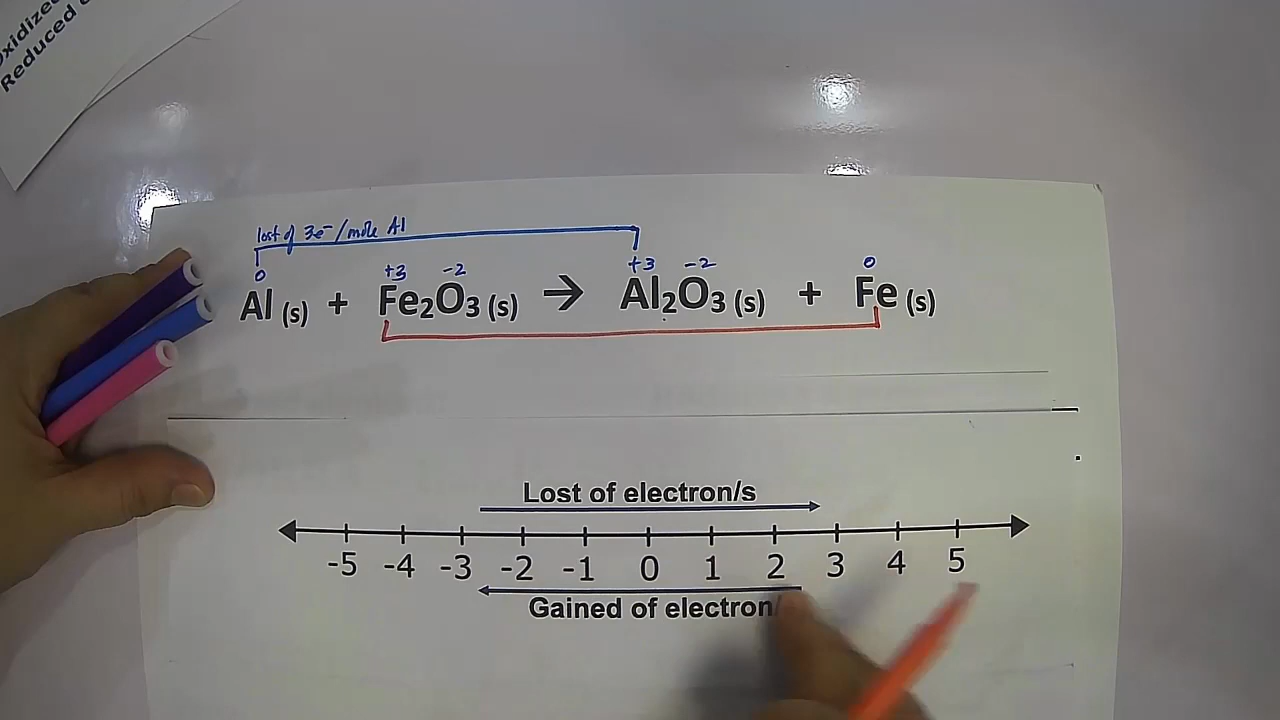 Oxidized
Reduced
lost of 3e⁻/mole Al
0 +3 -2 +3 -2 0
Al (s) + Fe₂O₃ (s) → Al₂O₃ (s) + Fe (s)
Lost of electron/s
-5 -4 -3 -2 -1 0 1 2 3 4 5
Gained of electron